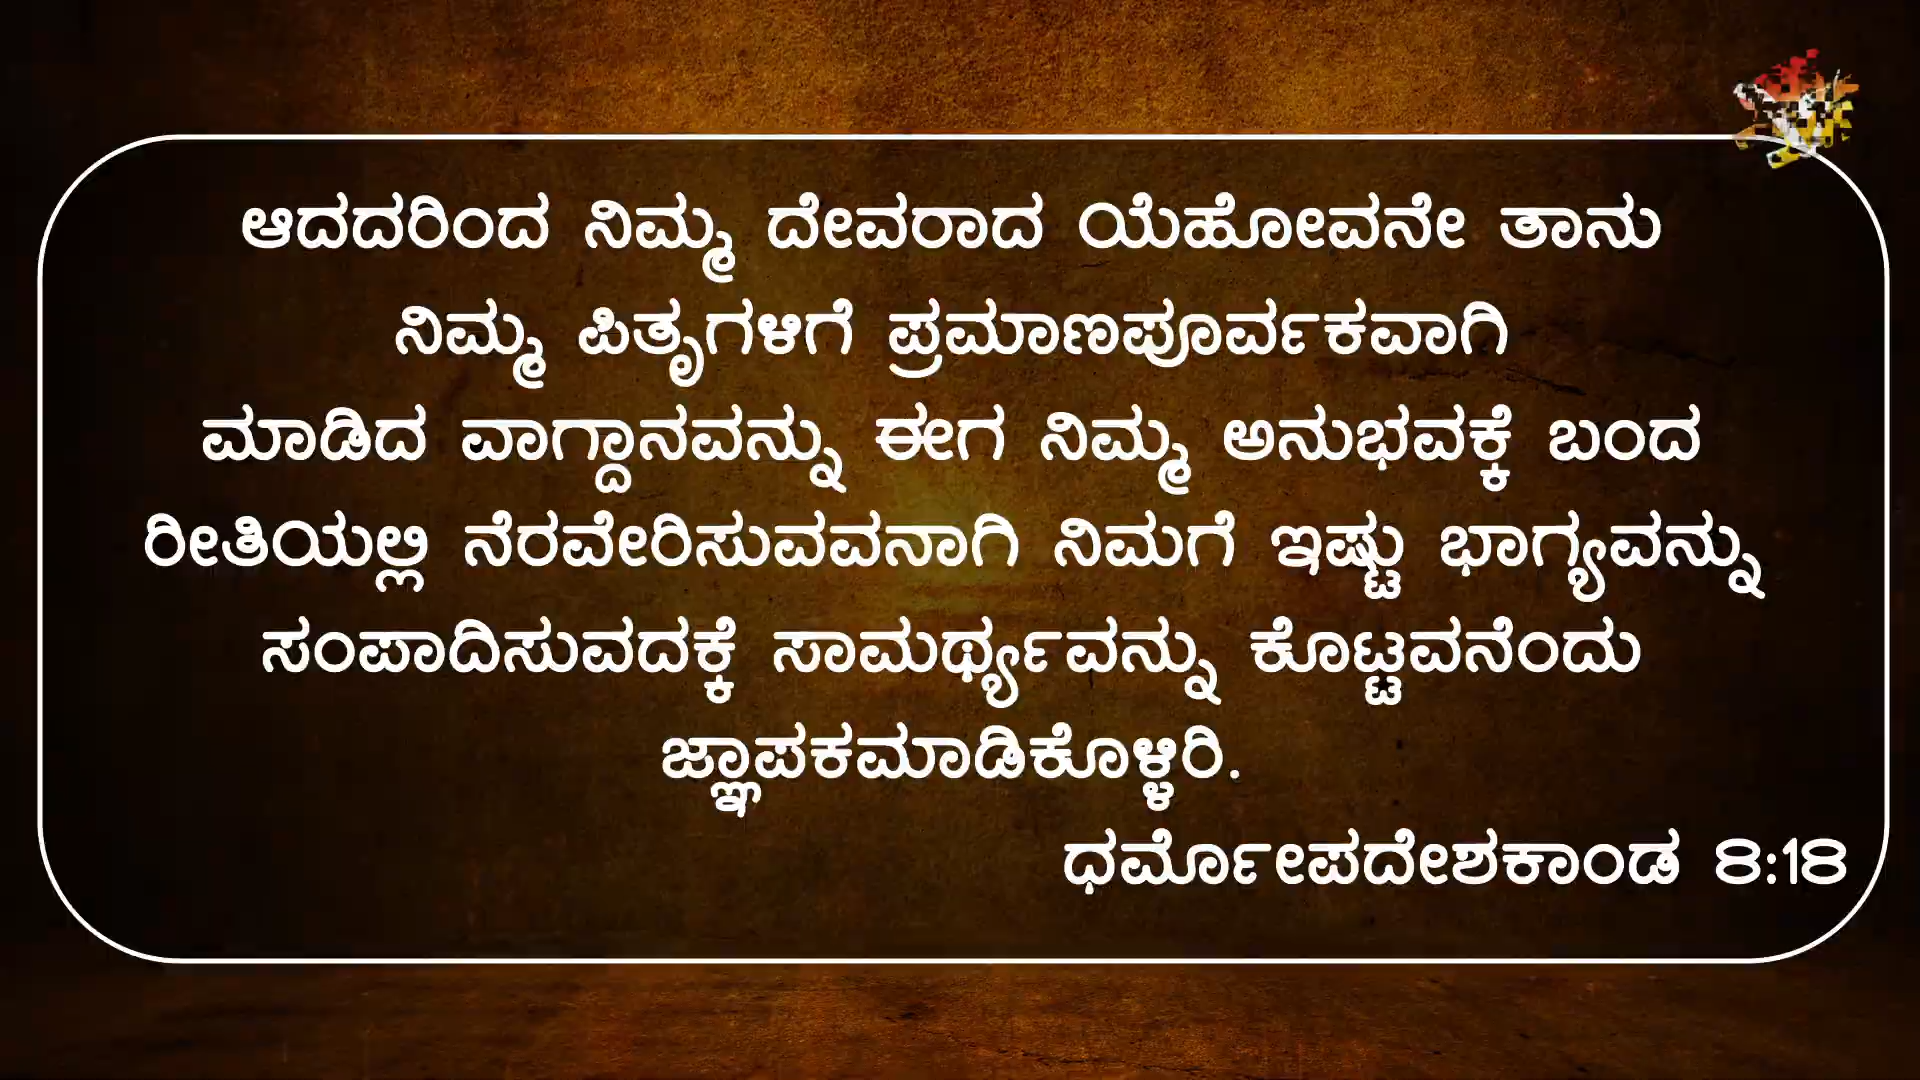 ಆದದರಿಂದ ನಿಮ್ಮ ದೇವರಾದ ಯೆಹೋವನೇ ತಾನು
ನಿಮ್ಮ ಪಿತೃಗಳಿಗೆ ಪ್ರಮಾಣಪೂರ್ವಕವಾಗಿ
ಮಾಡಿದ ವಾಗ್ದಾನವನ್ನು ಈಗ ನಿಮ್ಮ ಅನುಭವಕ್ಕೆ ಬಂದ
ರೀತಿಯಲ್ಲಿ ನೆರವೇರಿಸುವವನಾಗಿ ನಿಮಗೆ ಇಷ್ಟು ಭಾಗ್ಯವನ್ನು
ಸಂಪಾದಿಸುವದಕ್ಕೆ ಸಾಮರ್ಥ್ಯವನ್ನು ಕೊಟ್ಟವನೆಂದು
ಜ್ಞಾಪಕಮಾಡಿಕೊಳ್ಳಿರಿ.
ಧರ್ಮೋಪದೇಶಕಾಂಡ 8:18